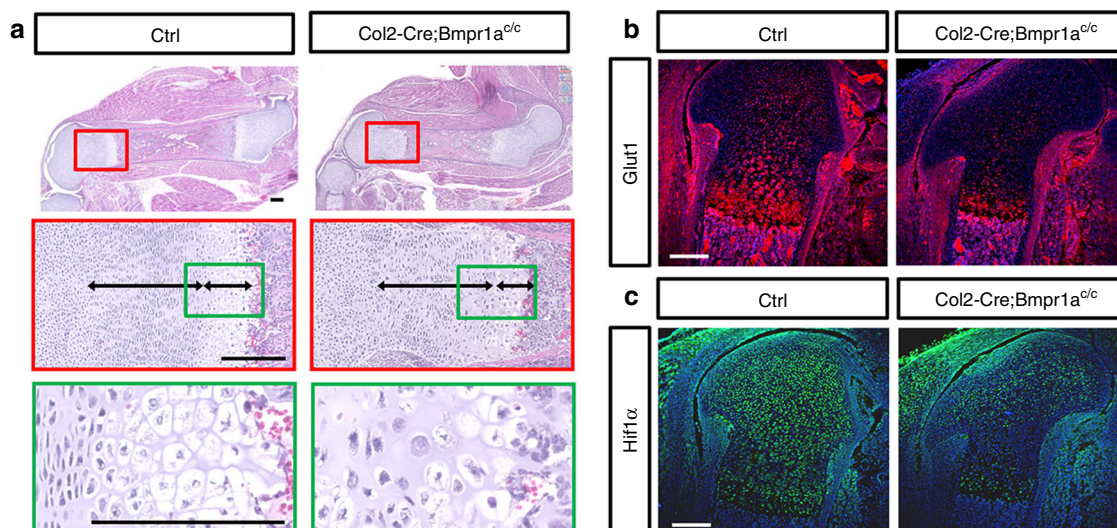 a
Ctrl
Col2-Cre;Bmpr1a^c/c
b
Ctrl
Col2-Cre;Bmpr1a^c/c
Glut1
c
Ctrl
Col2-Cre;Bmpr1a^c/c
Hif1α